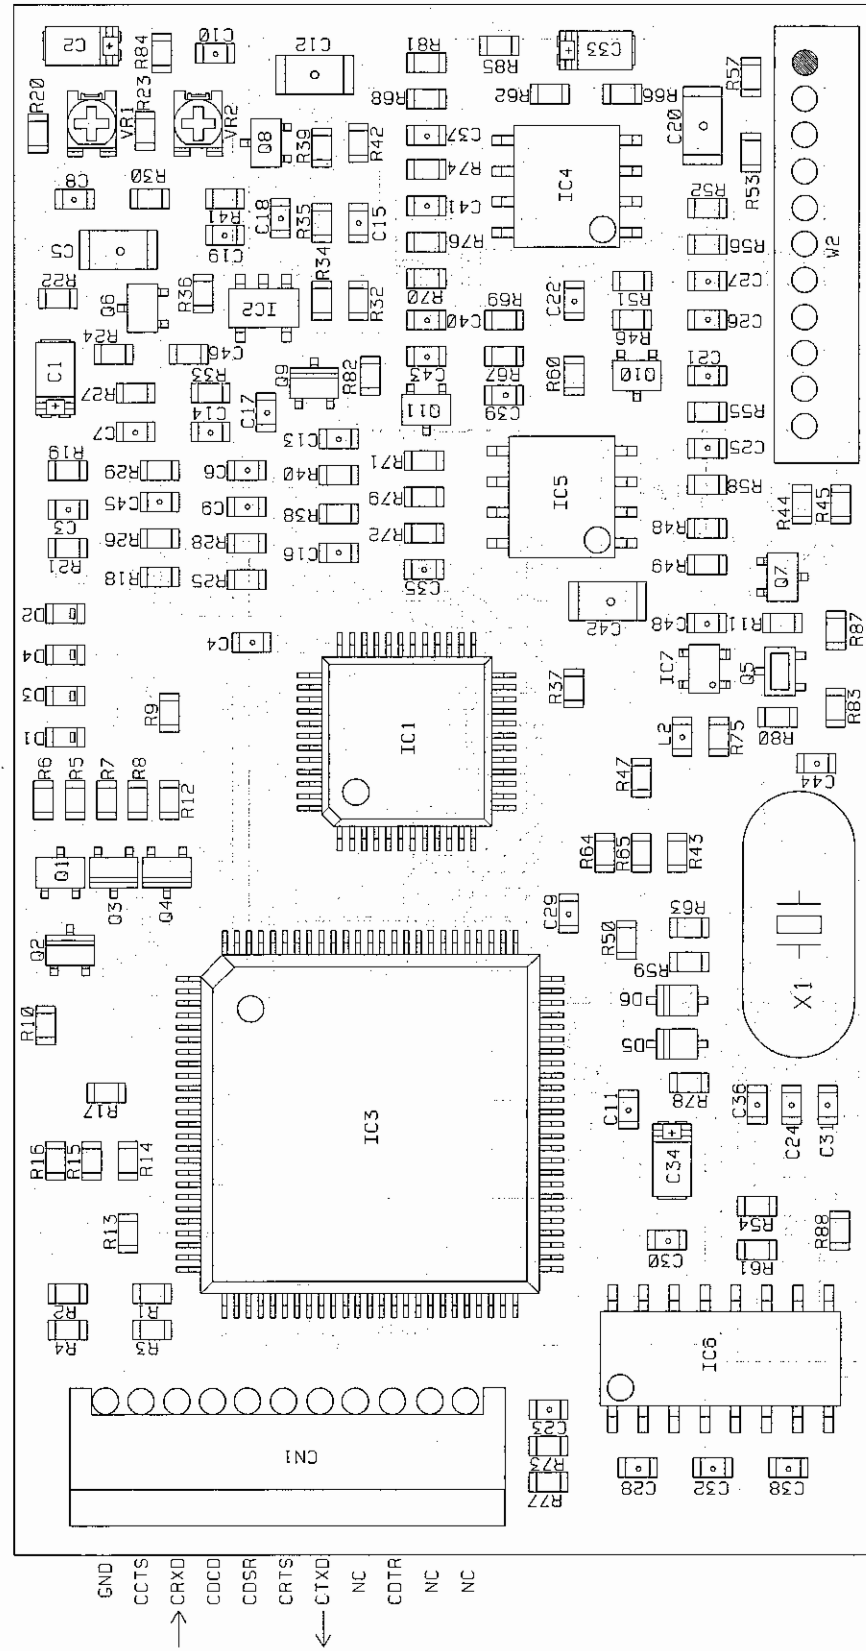 C2
R84
C10
C12
R81
R85
C33
R57
R20
VR1
R23
VR2
R68
R62
R66
C20
Q8
R39
R42
C37
R74
IC4
R53
C8
R30
R41
C18
R35
C15
C41
R52
W2
C5
C19
R34
R76
R56
R22
Q6
R36
IC2
R32
R70
R69
C22
R51
C27
R24
C46
C40
R46
C26
C1
R27
R33
Q9
R82
C43
R67
R60
Q10
C21
C7
C14
C17
C13
Q11
C39
R55
R19
R29
C6
R40
R71
IC5
C25
C3
C45
C9
R38
R79
R58
R44
R45
R21
R26
R28
C16
R72
R48
R18
R25
C35
R49
Q7
D2
C42
C48
R11
R87
D4
C4
IC7
Q5
D3
R9
IC1
R37
R83
D1
L2
R75
R80
R6
R5
R7
R8
R12
R47
C44
Q1
Q3
Q4
R64
R65
R43
Q2
C29
R50
R63
R59
X1
R10
D6
D5
R17
IC3
C11
R78
C36
C24
C31
R16
R15
R14
C34
R13
R54
R88
C30
R61
R2
R1
R4
R3
IC6
CN1
C23
R73
R77
C28
C32
C38
GND
CCTS
CRXD
CDCD
CDSR
CRTS
CTXD
NC
CDTR
NC
NC